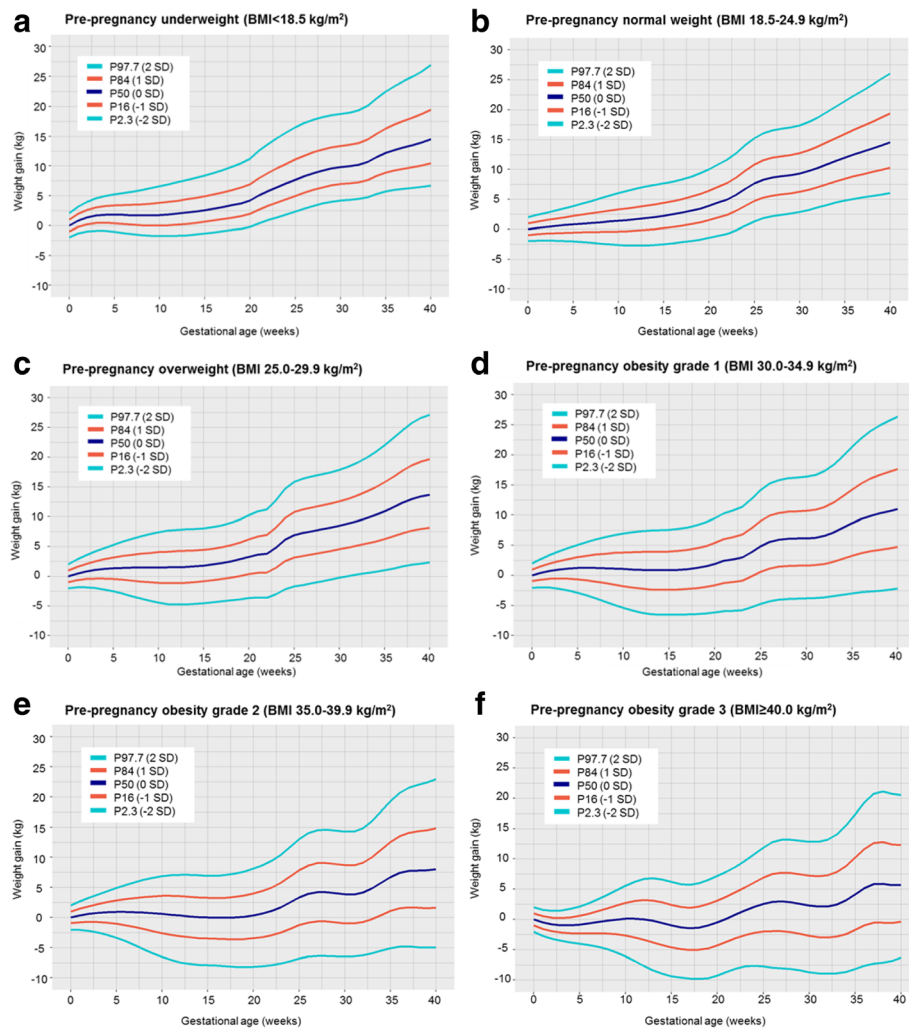 a Pre-pregnancy underweight (BMI<18.5 kg/m²)
30
25
20
15
10
5
0
-5
-10
Weight gain (kg)
P97.7 (2 SD)
P84 (1 SD)
P50 (0 SD)
P16 (-1 SD)
P2.3 (-2 SD)
0 5 10 15 20 25 30 35 40
Gestational age (weeks)
b Pre-pregnancy normal weight (BMI 18.5-24.9 kg/m²)
30
25
20
15
10
5
0
-5
-10
Weight gain (kg)
P97.7 (2 SD)
P84 (1 SD)
P50 (0 SD)
P16 (-1 SD)
P2.3 (-2 SD)
0 5 10 15 20 25 30 35 40
Gestational age (weeks)
c Pre-pregnancy overweight (BMI 25.0-29.9 kg/m²)
30
25
20
15
10
5
0
-5
-10
Weight gain (kg)
P97.7 (2 SD)
P84 (1 SD)
P50 (0 SD)
P16 (-1 SD)
P2.3 (-2 SD)
0 5 10 15 20 25 30 35 40
Gestational age (weeks)
d Pre-pregnancy obesity grade 1 (BMI 30.0-34.9 kg/m²)
30
25
20
15
10
5
0
-5
-10
Weight gain (kg)
P97.7 (2 SD)
P84 (1 SD)
P50 (0 SD)
P16 (-1 SD)
P2.3 (-2 SD)
0 5 10 15 20 25 30 35 40
Gestational age (weeks)
e Pre-pregnancy obesity grade 2 (BMI 35.0-39.9 kg/m²)
30
25
20
15
10
5
0
-5
-10
Weight gain (kg)
P97.7 (2 SD)
P84 (1 SD)
P50 (0 SD)
P16 (-1 SD)
P2.3 (-2 SD)
0 5 10 15 20 25 30 35 40
Gestational age (weeks)
f Pre-pregnancy obesity grade 3 (BMI≥40.0 kg/m²)
30
25
20
15
10
5
0
-5
-10
Weight gain (kg)
P97.7 (2 SD)
P84 (1 SD)
P50 (0 SD)
P16 (-1 SD)
P2.3 (-2 SD)
0 5 10 15 20 25 30 35 40
Gestational age (weeks)